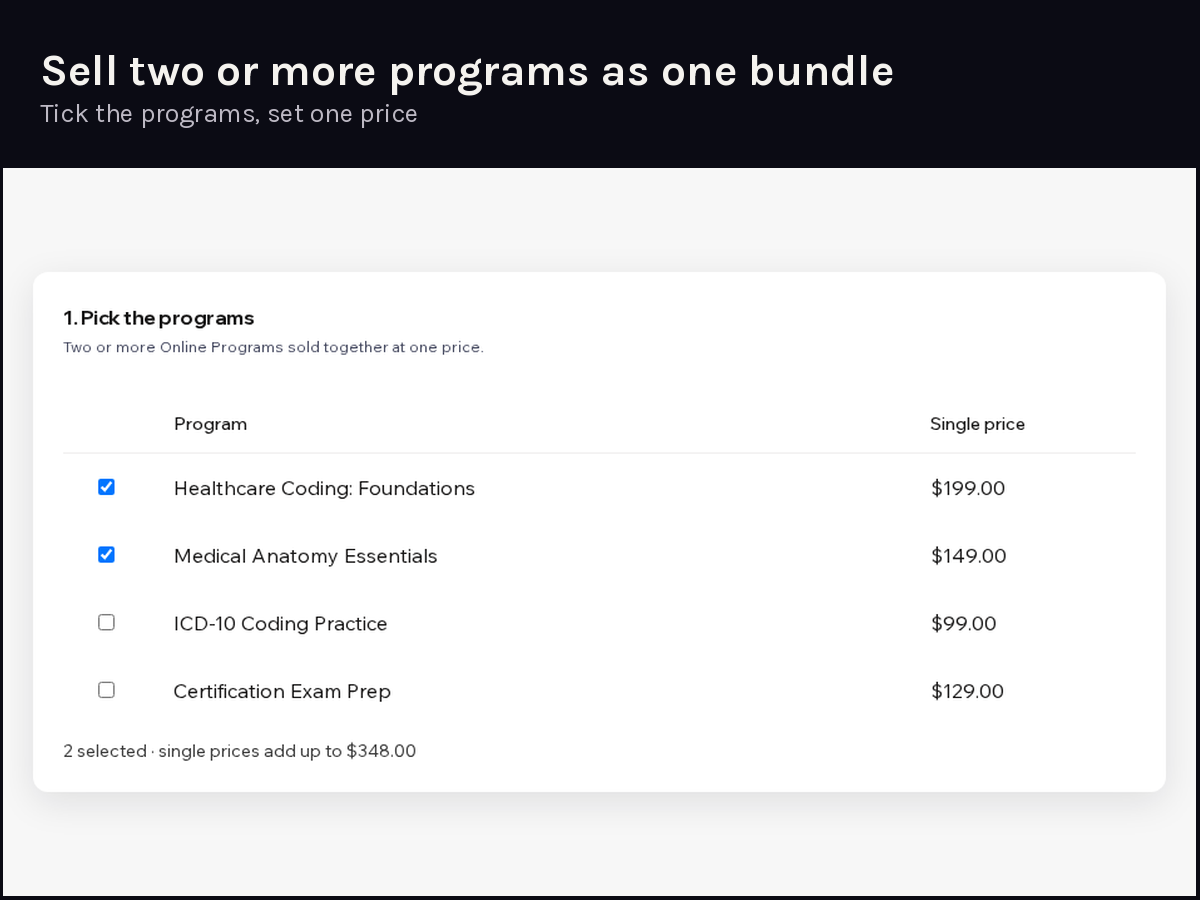 Sell two or more programs as one bundle
Tick the programs, set one price
1. Pick the programs
Two or more Online Programs sold together at one price.
Program Single price
Healthcare Coding: Foundations $199.00
Medical Anatomy Essentials $149.00
ICD-10 Coding Practice $99.00
Certification Exam Prep $129.00
2 selected · single prices add up to $348.00